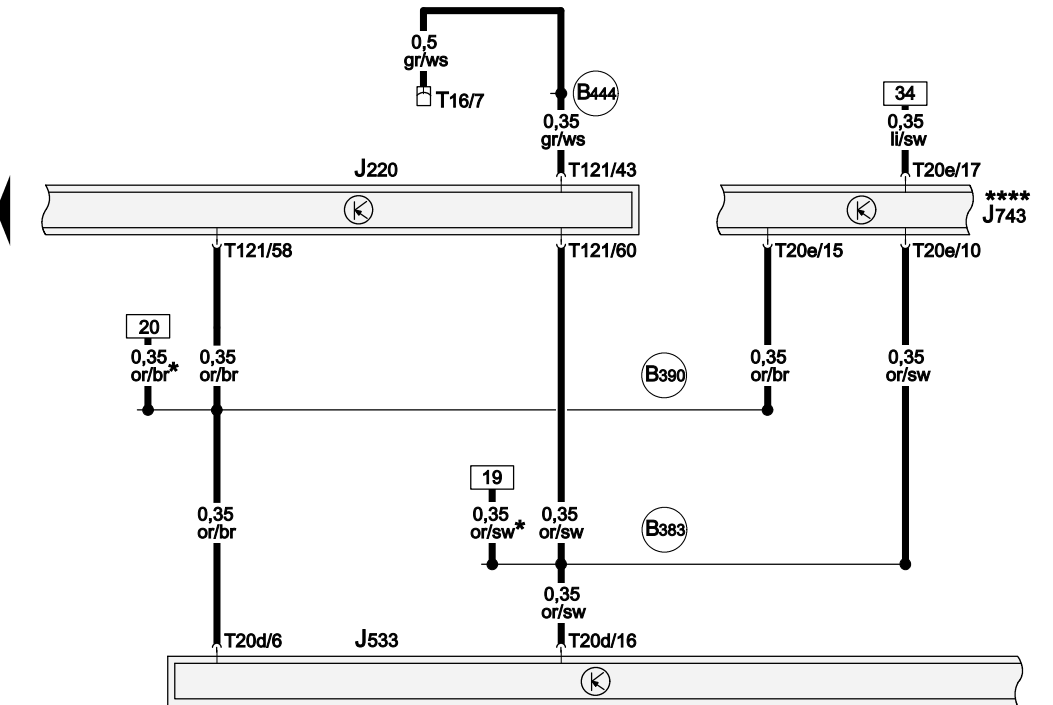 0,5
gr/ws
T16/7
B444
34
0,35
gr/ws
0,35
li/sw
J220
T121/43
T20e/17
****
J743
T121/58
T121/60
T20e/15
T20e/10
20
0,35
or/br*
0,35
or/br
B390
0,35
or/br
0,35
or/sw
19
0,35
or/br
0,35
or/sw*
0,35
or/sw
B383
0,35
or/sw
T20d/6
J533
T20d/16